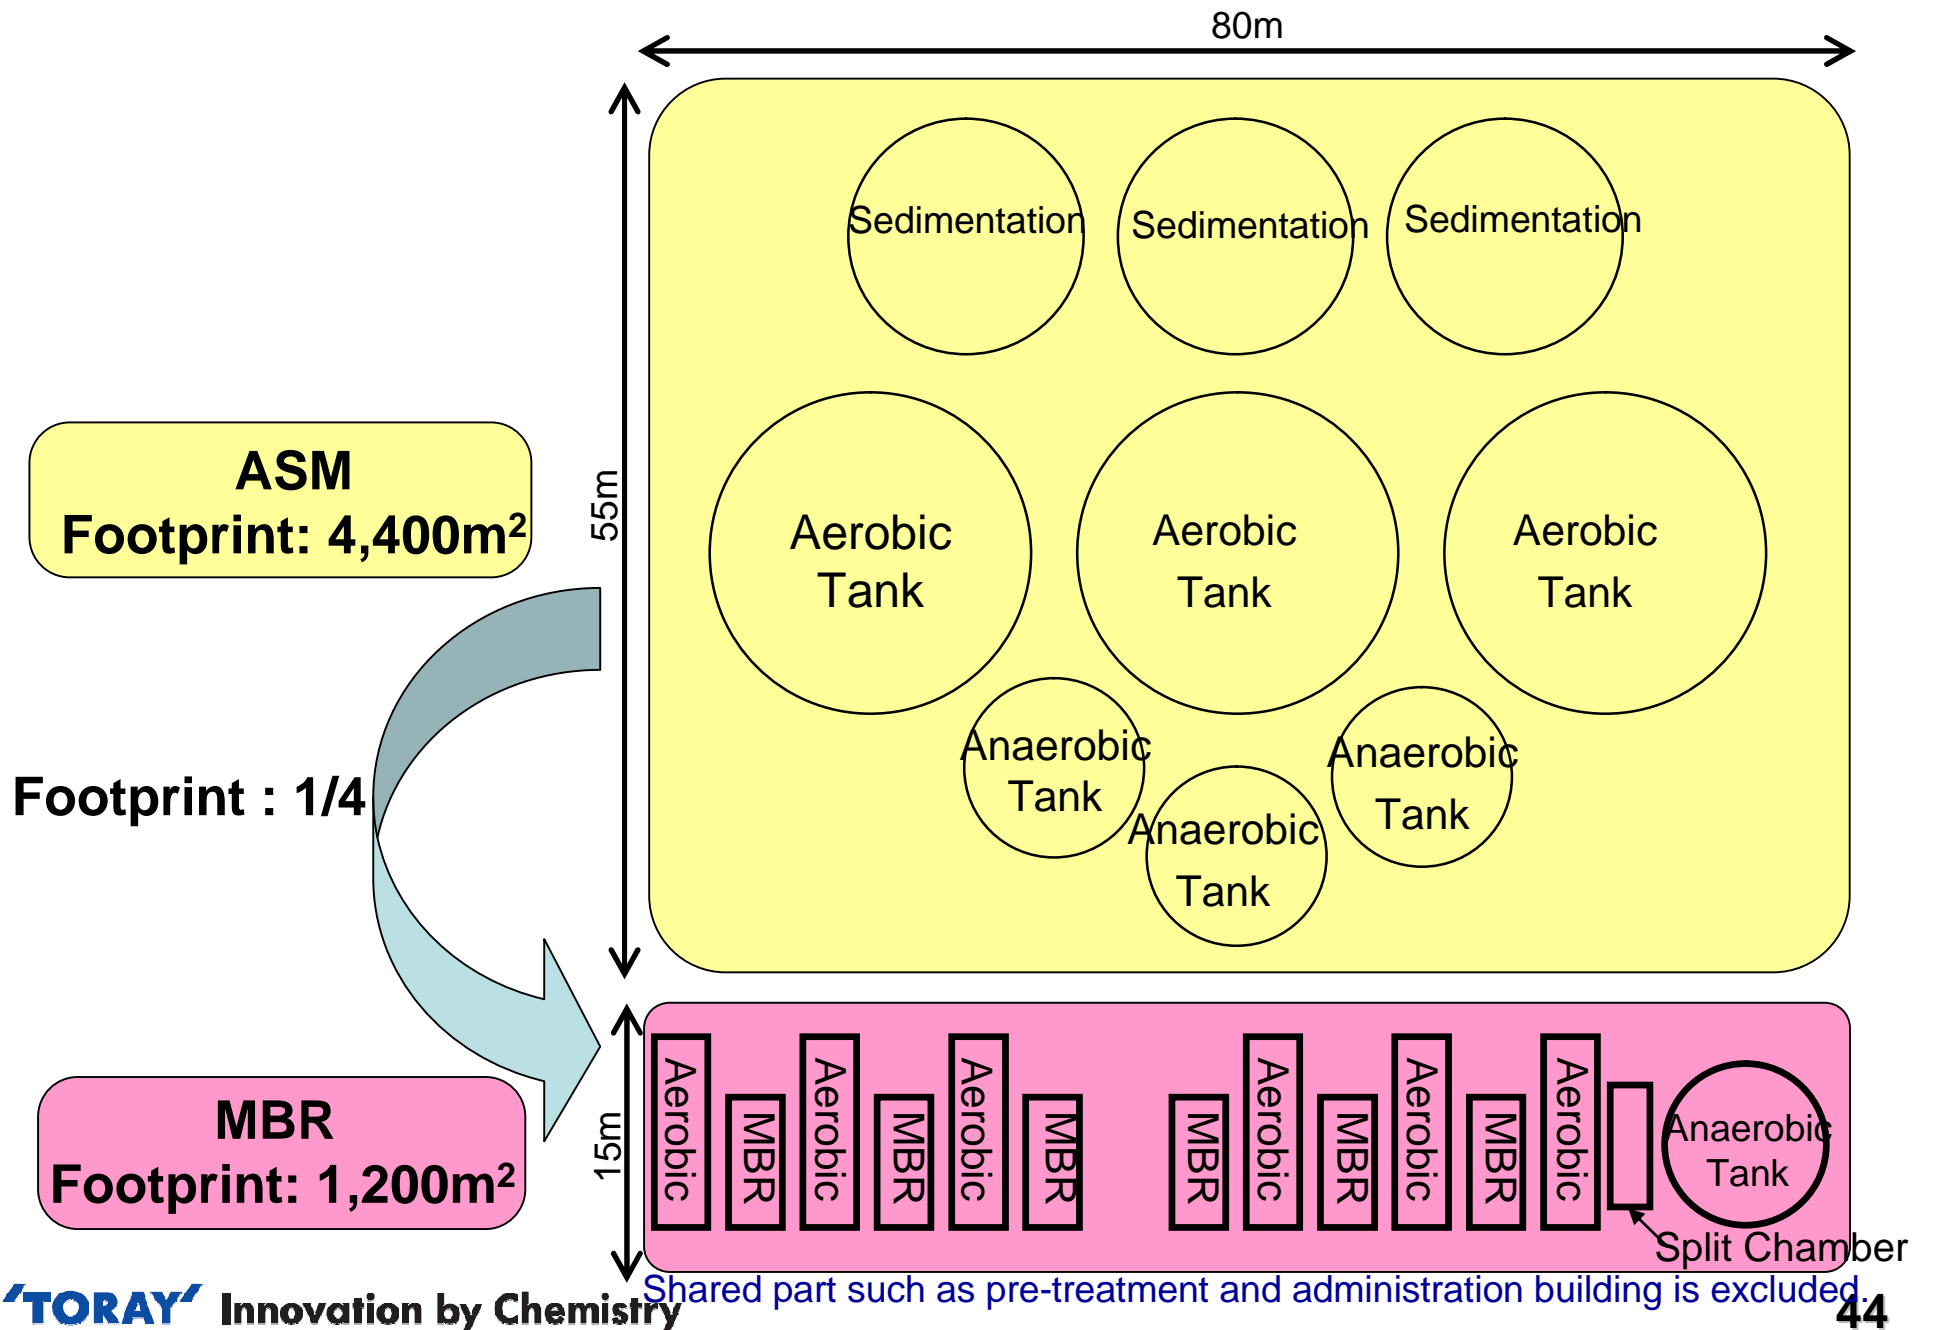 80m
Sedimentation
Sedimentation
Sedimentation
ASM
Footprint: 4,400m2
55m
Aerobic
Tank
Aerobic
Tank
Aerobic
Tank
Anaerobic
Tank
Anaerobic
Tank
Anaerobic
Tank
Footprint : 1/4
MBR
Footprint: 1,200m2
15m
Aerobic
MBR
Aerobic
MBR
Aerobic
MBR
MBR
Aerobic
MBR
Aerobic
MBR
Aerobic
Anaerobic
Tank
Split Chamber
Shared part such as pre-treatment and administration building is excluded.
'TORAY' Innovation by Chemistry
44